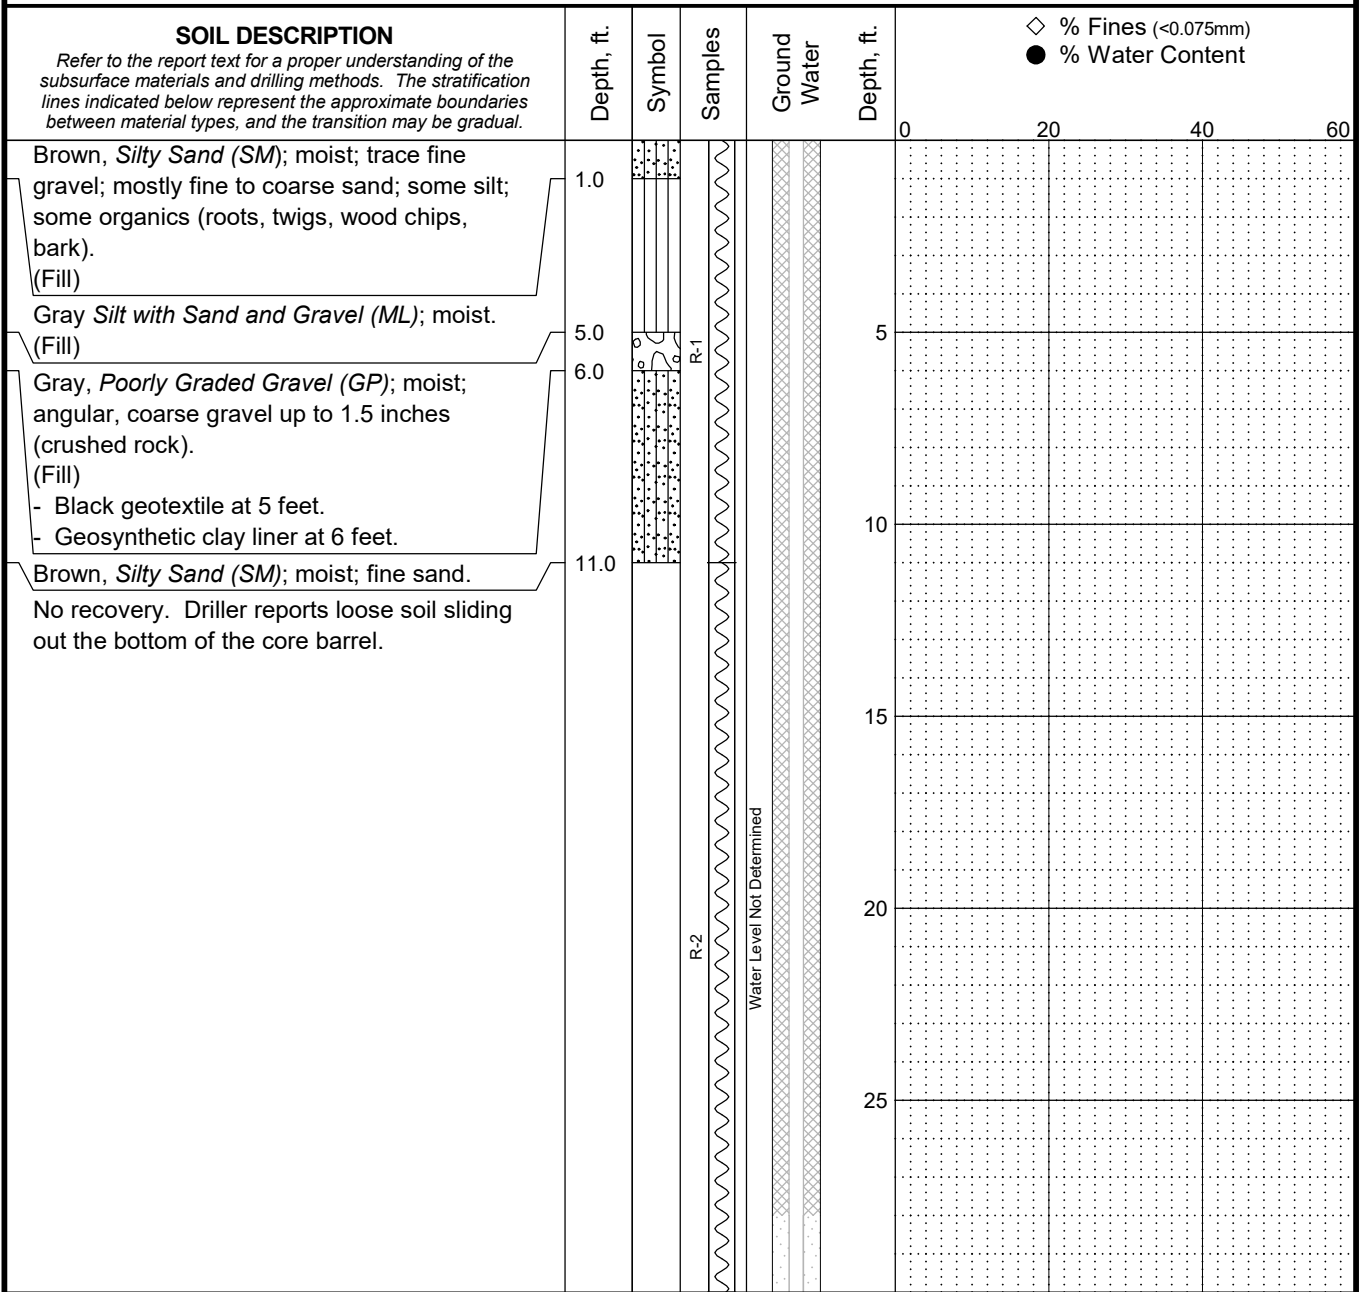 SOIL DESCRIPTION
Refer to the report text for a proper understanding of the
subsurface materials and drilling methods. The stratification
lines indicated below represent the approximate boundaries
between material types, and the transition may be gradual.
Depth, ft.
Symbol
Samples
Ground
Water
Depth, ft.
◇ % Fines (<0.075mm)
● % Water Content
0 20 40 60
Brown, Silty Sand (SM); moist; trace fine
gravel; mostly fine to coarse sand; some silt;
some organics (roots, twigs, wood chips,
bark).
(Fill)
Gray Silt with Sand and Gravel (ML); moist.
(Fill)
Gray, Poorly Graded Gravel (GP); moist;
angular, coarse gravel up to 1.5 inches
(crushed rock).
(Fill)
- Black geotextile at 5 feet.
- Geosynthetic clay liner at 6 feet.
Brown, Silty Sand (SM); moist; fine sand.
No recovery. Driller reports loose soil sliding
out the bottom of the core barrel.
1.0
5.0
6.0
11.0
R-1
R-2
Water Level Not Determined
5
10
15
20
25